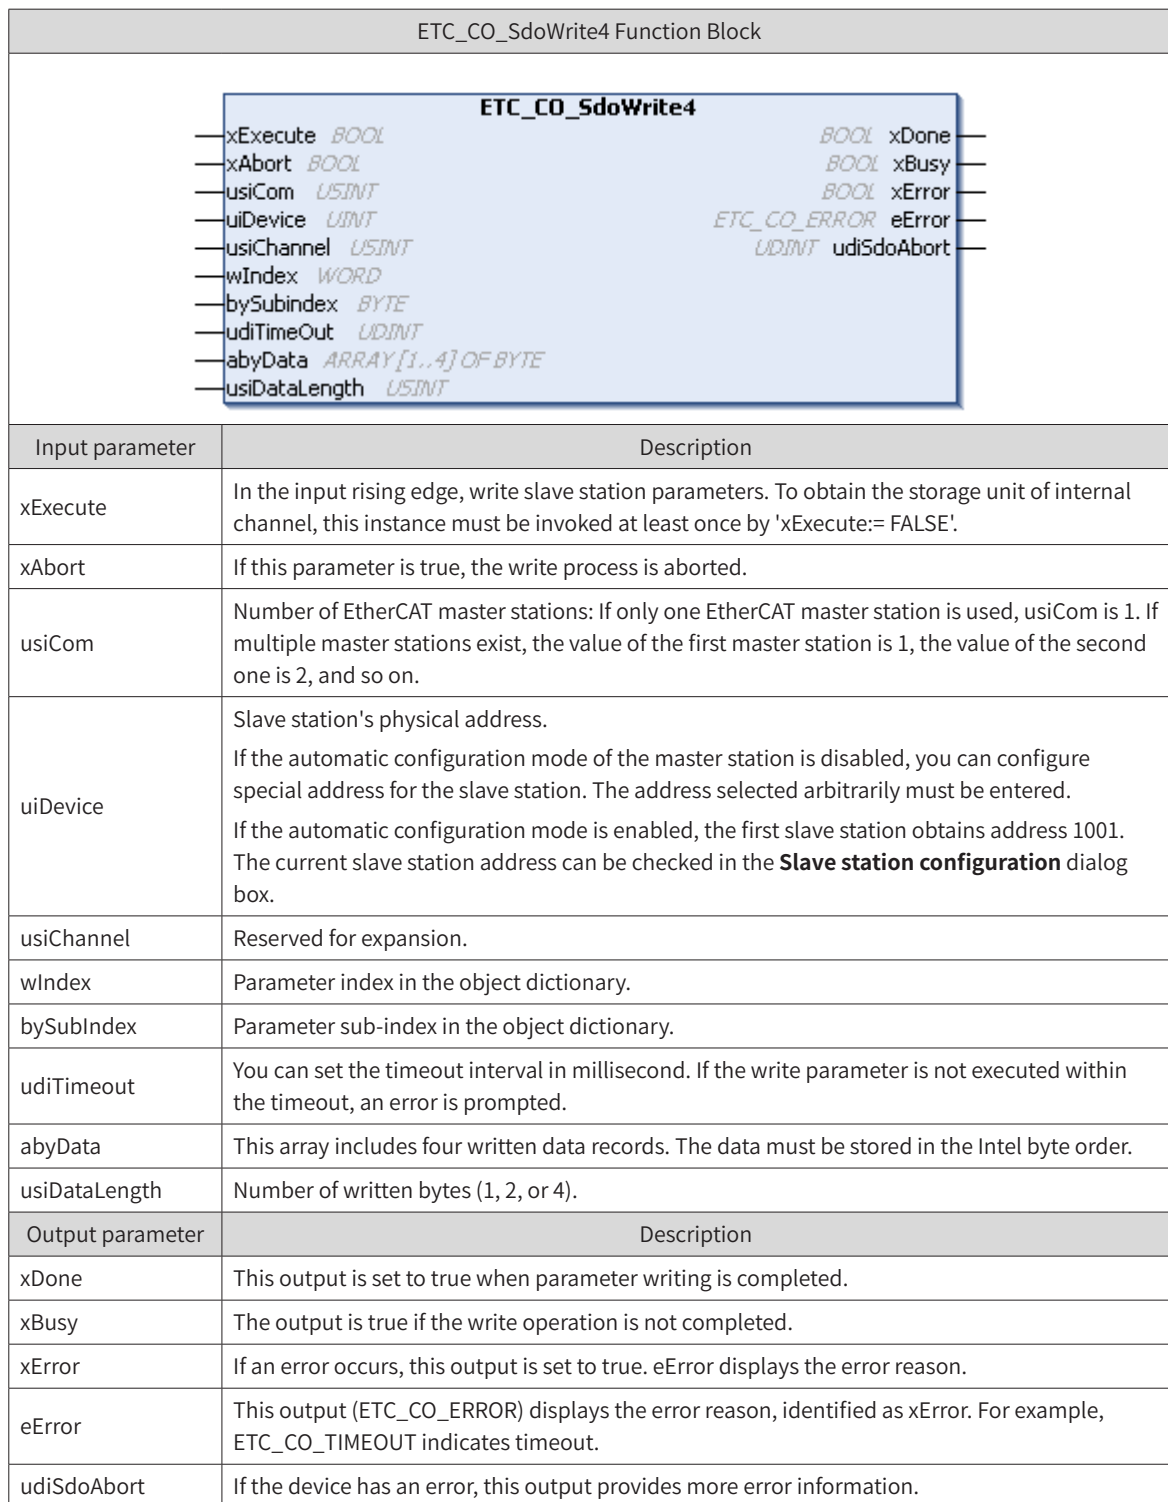 ETC_CO_SdoWrite4 Function Block
ETC_CO_SdoWrite4
xExecute BOOL
BOOL xDone
xAbort BOOL
BOOL xBusy
usiCom USINT
BOOL xError
uiDevice UINT
ETC_CO_ERROR eError
usiChannel USINT
UDINT udiSdoAbort
wIndex WORD
bySubindex BYTE
udiTimeOut UDINT
abyData ARRAY [1..4] OF BYTE
usiDataLength USINT
Input parameter
Description
xExecute
In the input rising edge, write slave station parameters. To obtain the storage unit of internal
channel, this instance must be invoked at least once by 'xExecute:= FALSE'.
xAbort
If this parameter is true, the write process is aborted.
usiCom
Number of EtherCAT master stations: If only one EtherCAT master station is used, usiCom is 1. If
multiple master stations exist, the value of the first master station is 1, the value of the second
one is 2, and so on.
uiDevice
Slave station's physical address.
If the automatic configuration mode of the master station is disabled, you can configure
special address for the slave station. The address selected arbitrarily must be entered.
If the automatic configuration mode is enabled, the first slave station obtains address 1001.
The current slave station address can be checked in the Slave station configuration dialog
box.
usiChannel
Reserved for expansion.
wIndex
Parameter index in the object dictionary.
bySubIndex
Parameter sub-index in the object dictionary.
udiTimeout
You can set the timeout interval in millisecond. If the write parameter is not executed within
the timeout, an error is prompted.
abyData
This array includes four written data records. The data must be stored in the Intel byte order.
usiDataLength
Number of written bytes (1, 2, or 4).
Output parameter
Description
xDone
This output is set to true when parameter writing is completed.
xBusy
The output is true if the write operation is not completed.
xError
If an error occurs, this output is set to true. eError displays the error reason.
eError
This output (ETC_CO_ERROR) displays the error reason, identified as xError. For example,
ETC_CO_TIMEOUT indicates timeout.
udiSdoAbort
If the device has an error, this output provides more error information.